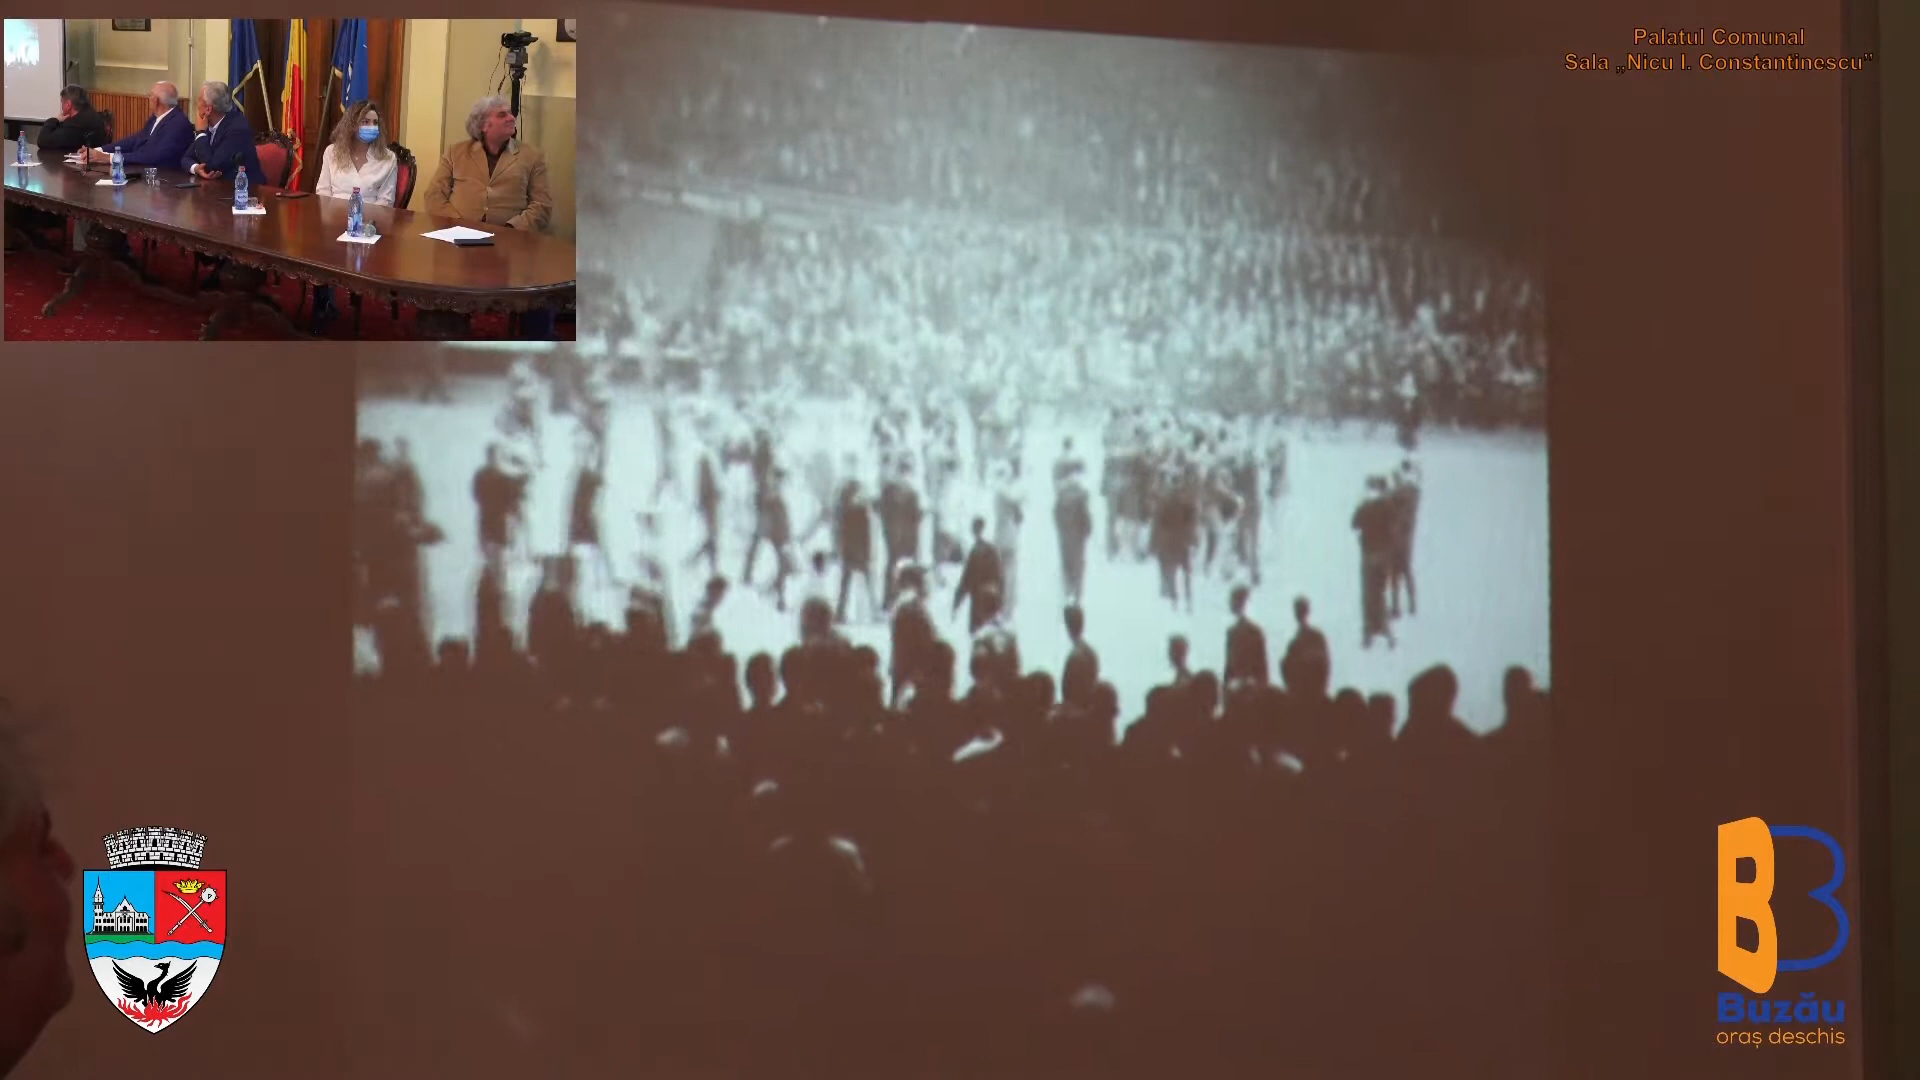 Palatul Comunal
Sala „Nicu I. Constantinescu”
Buzău
oraș deschis